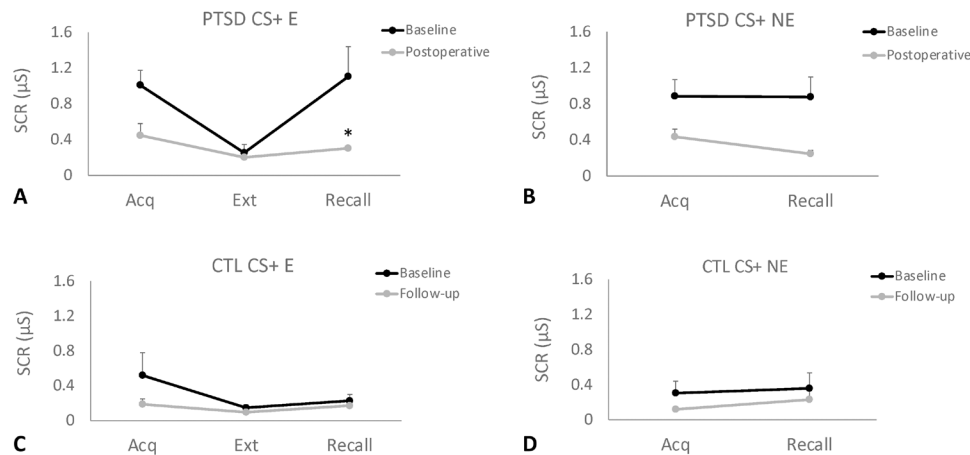 PTSD CS+ E
Baseline
Postoperative
SCR (µS)
1.6
1.2
0.8
0.4
0
*
Acq Ext Recall
A
PTSD CS+ NE
Baseline
Postoperative
SCR (µS)
1.6
1.2
0.8
0.4
0
Acq Recall
B
CTL CS+ E
Baseline
Follow-up
SCR (µS)
1.6
1.2
0.8
0.4
0
Acq Ext Recall
C
CTL CS+ NE
Baseline
Follow-up
SCR (µS)
1.6
1.2
0.8
0.4
0
Acq Recall
D